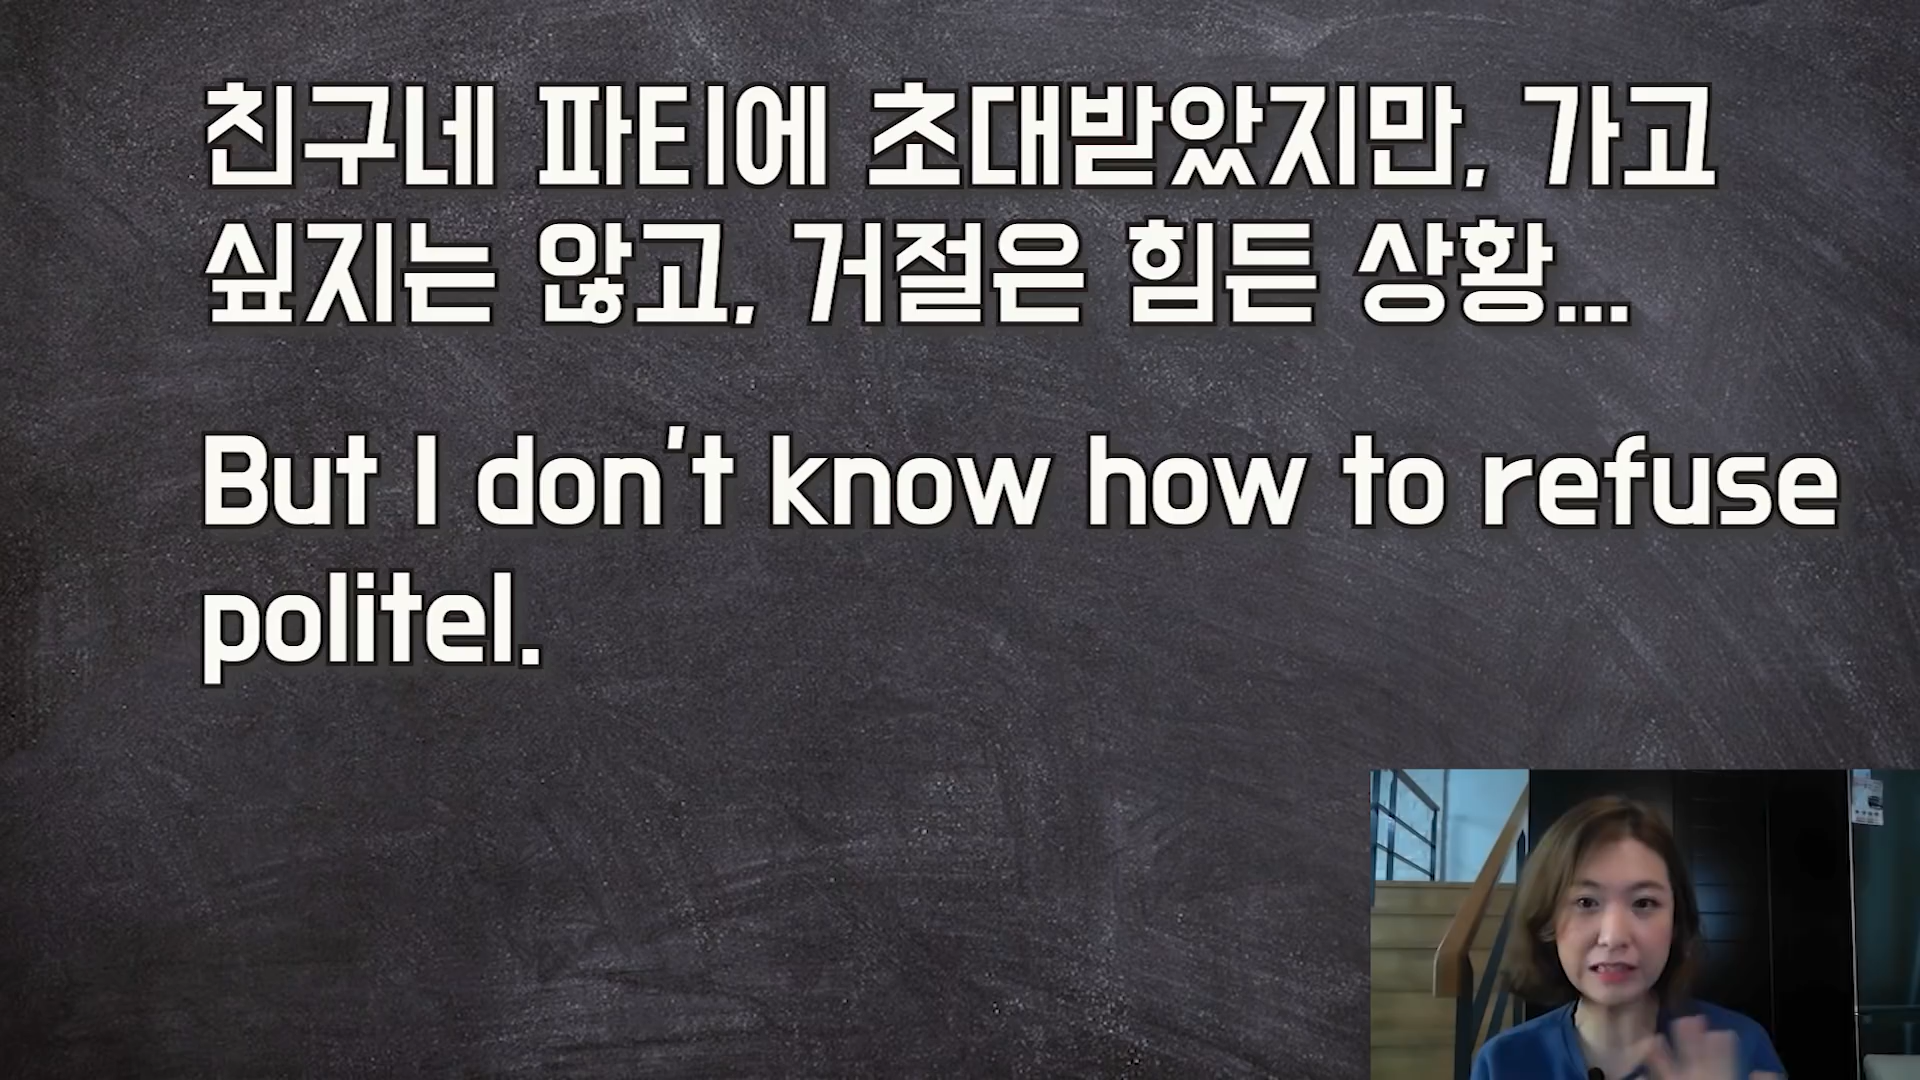 친구네 파티에 초대받았지만, 가고
싶지는 않고, 거절은 힘든 상황...
But I don't know how to refuse
politel.